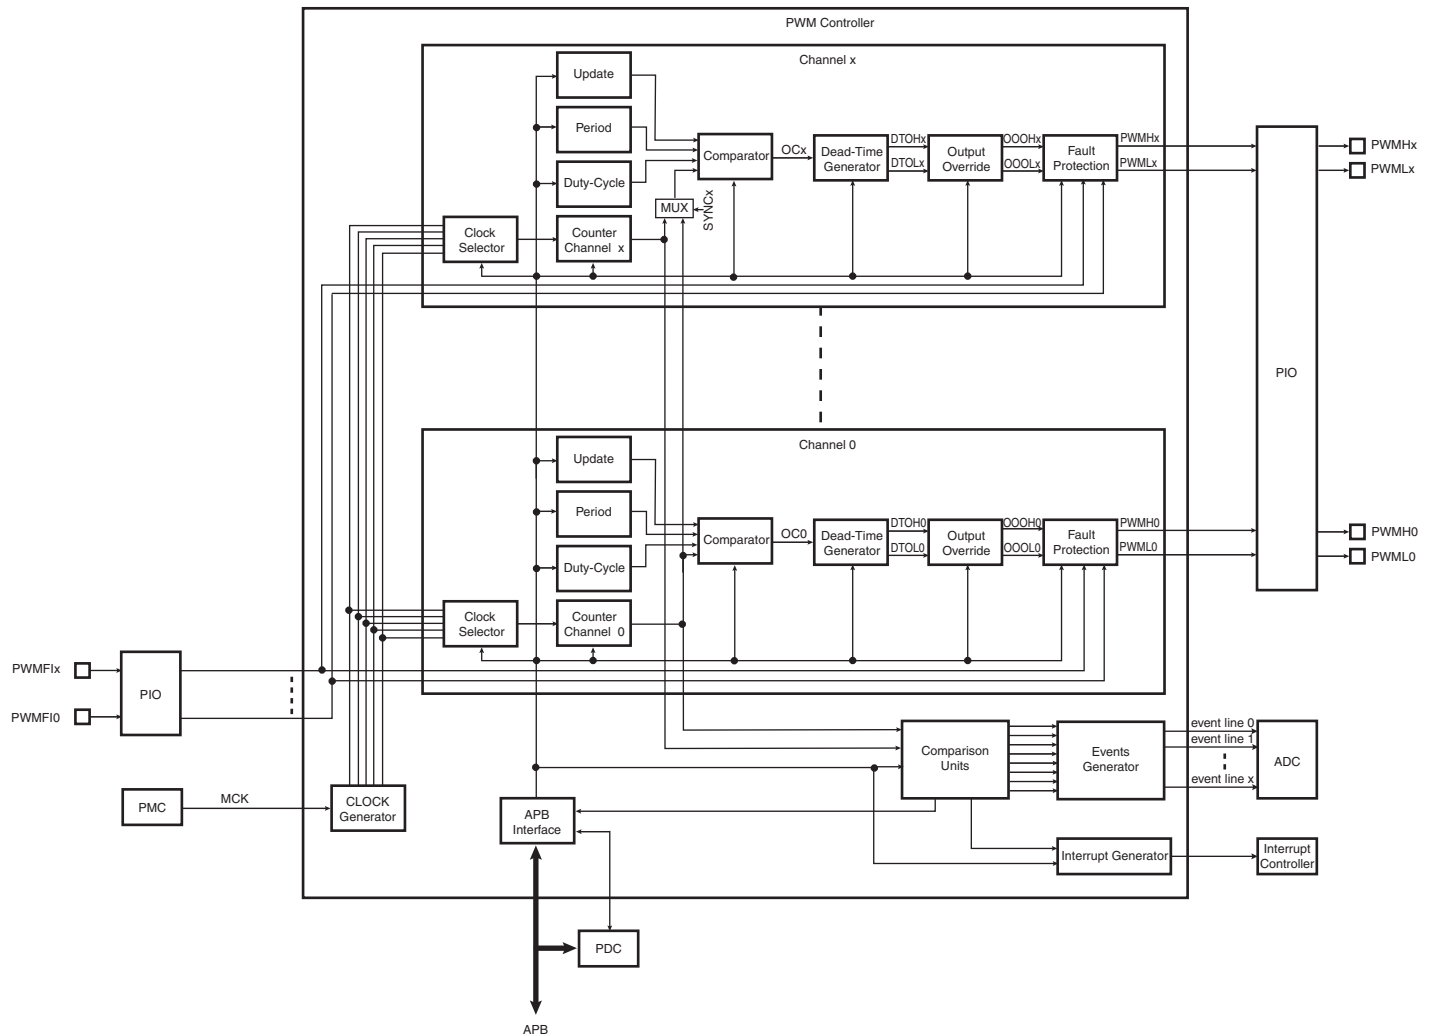 PWM Controller
Channel x
Update
Period
Duty-Cycle
Clock
Selector
Counter
Channel x
MUX
SYNCx
Comparator
OCx
Dead-Time
Generator
DTOHx
DTOLx
Output
Override
OOOHx
OOOLx
Fault
Protection
PWMHx
PWMLx
PIO
PWMHx
PWMLx
Channel 0
Update
Period
Duty-Cycle
Clock
Selector
Counter
Channel 0
Comparator
OC0
Dead-Time
Generator
DTOH0
DTOL0
Output
Override
OOOH0
OOOL0
Fault
Protection
PWMH0
PWML0
PWMH0
PWML0
PWMFIx
PWMFI0
PIO
PMC
MCK
CLOCK
Generator
APB
Interface
Comparison
Units
Events
Generator
event line 0
event line 1
event line x
ADC
Interrupt Generator
Interrupt
Controller
PDC
APB